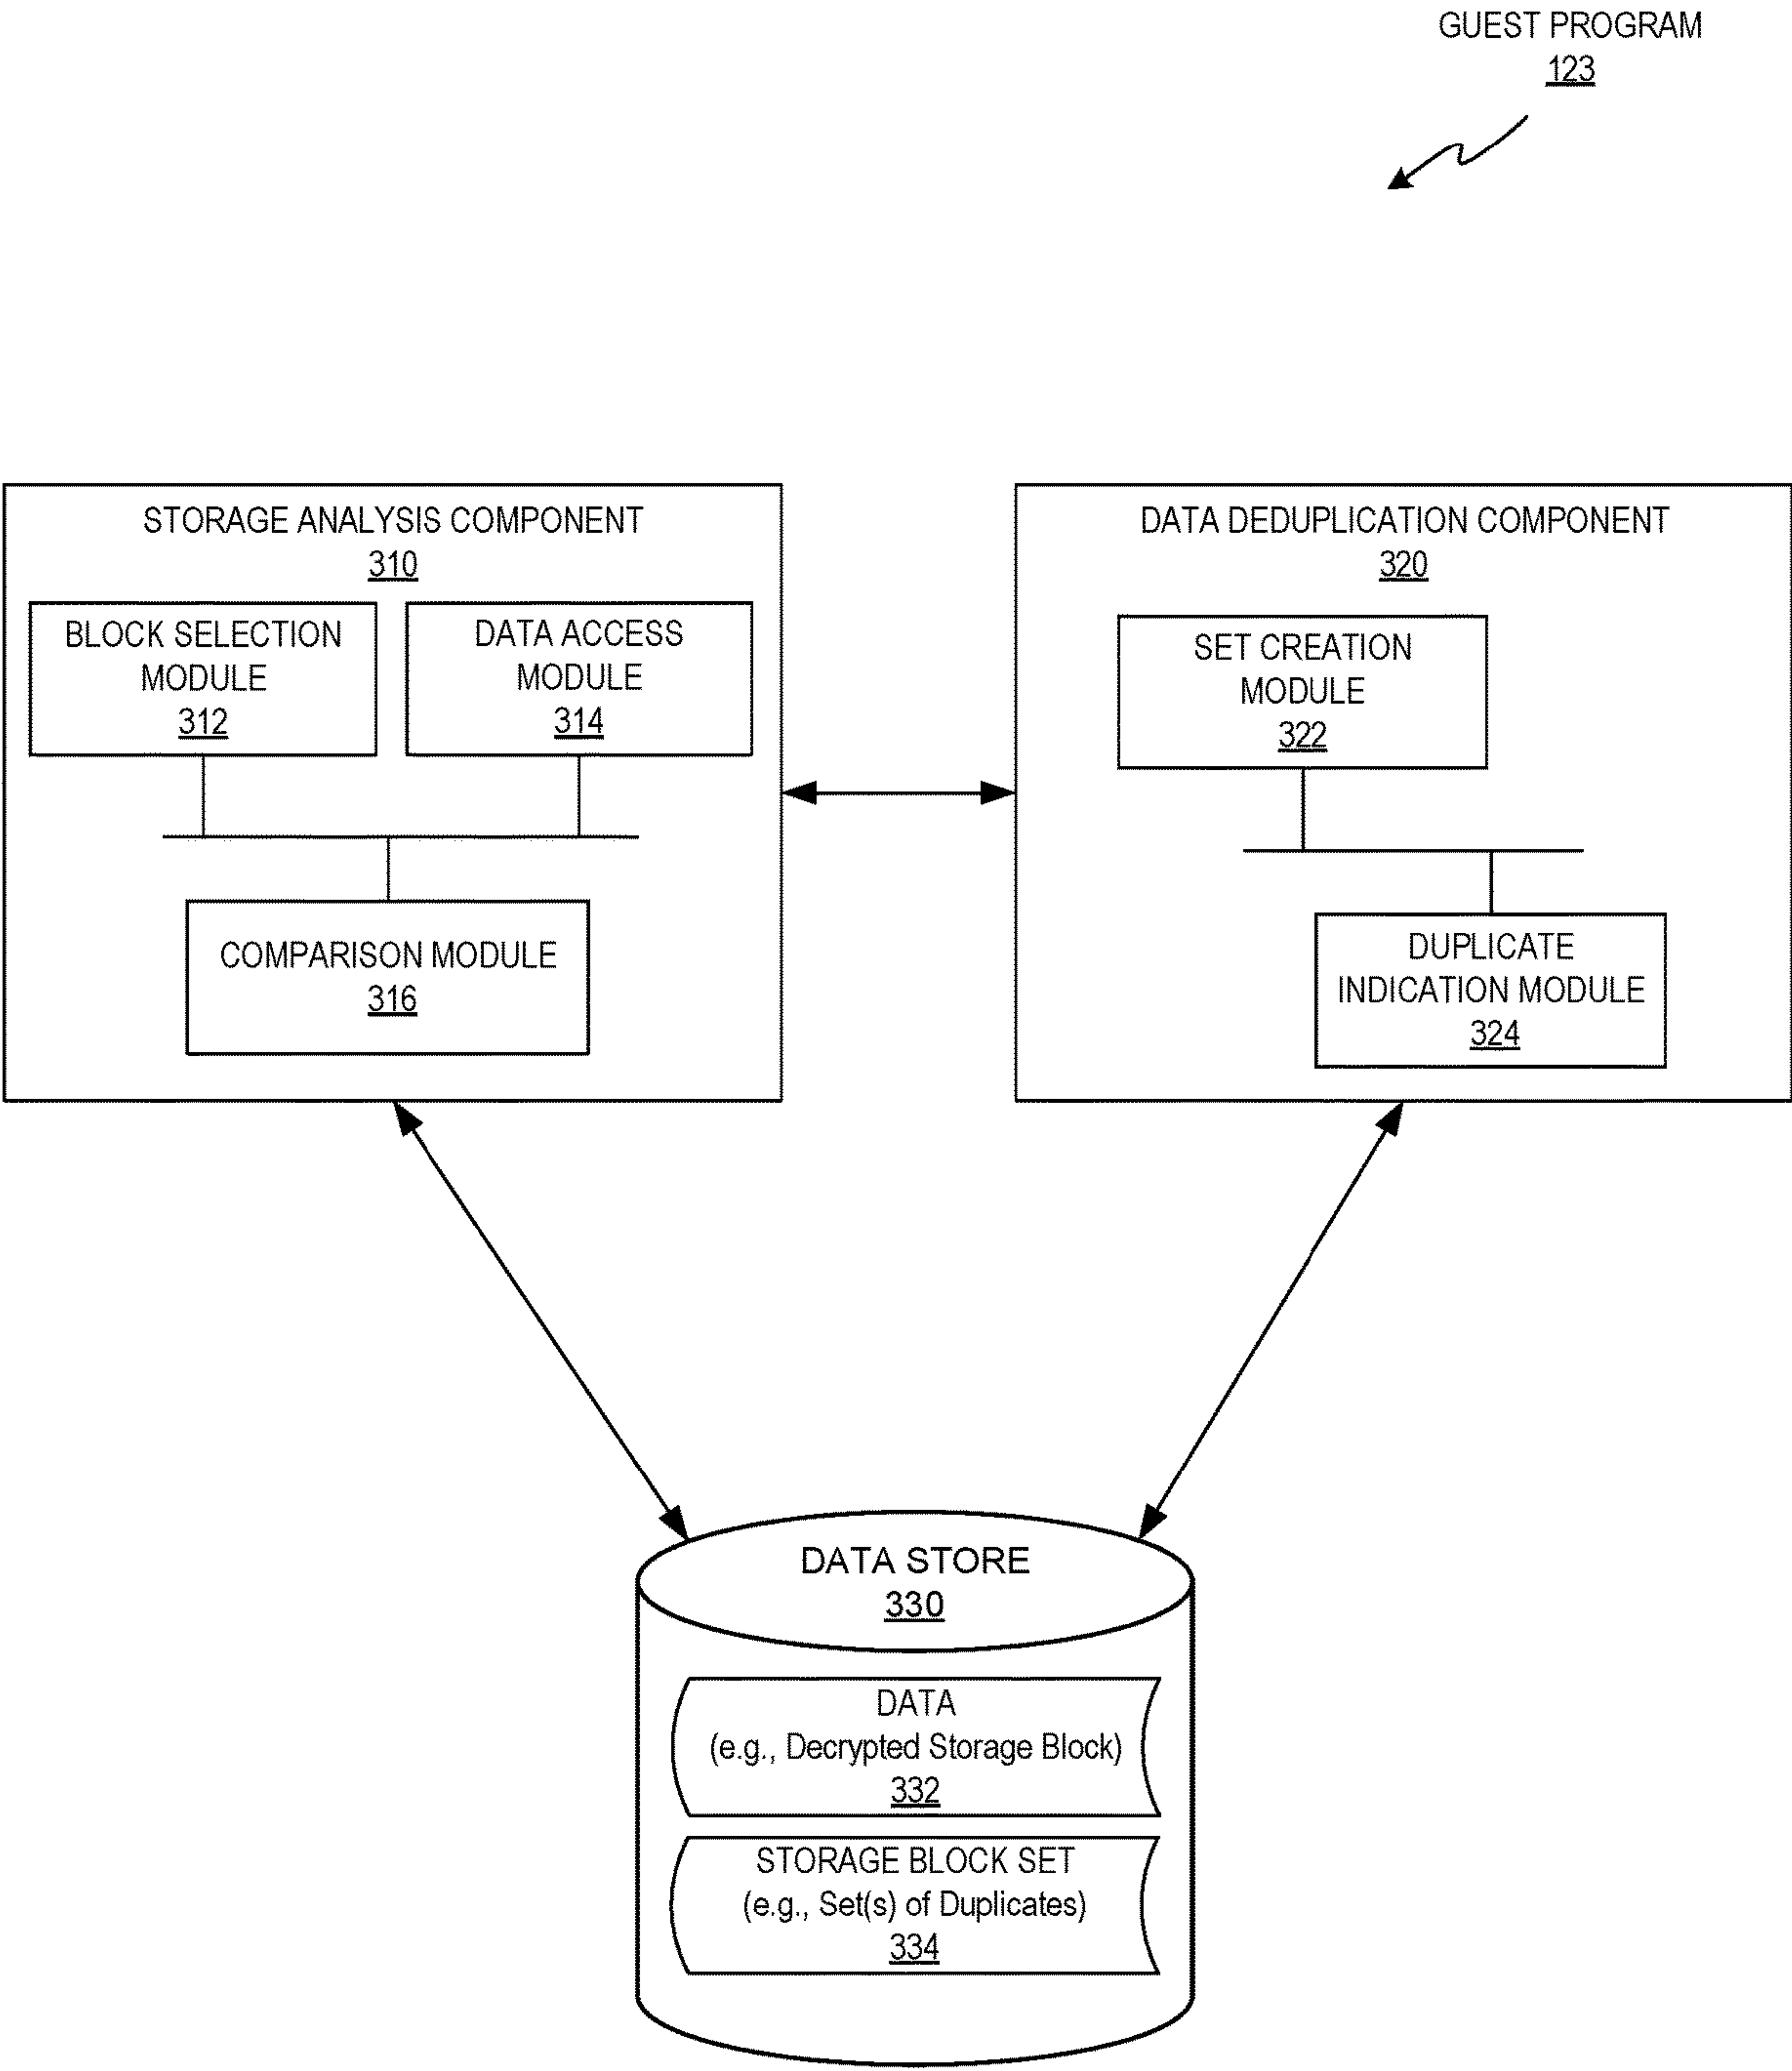 GUEST PROGRAM
123
STORAGE ANALYSIS COMPONENT
310
BLOCK SELECTION
MODULE
312
DATA ACCESS
MODULE
314
COMPARISON MODULE
316
DATA DEDUPLICATION COMPONENT
320
SET CREATION
MODULE
322
DUPLICATE
INDICATION MODULE
324
DATA STORE
330
DATA
(e.g., Decrypted Storage Block)
332
STORAGE BLOCK SET
(e.g., Set(s) of Duplicates)
334